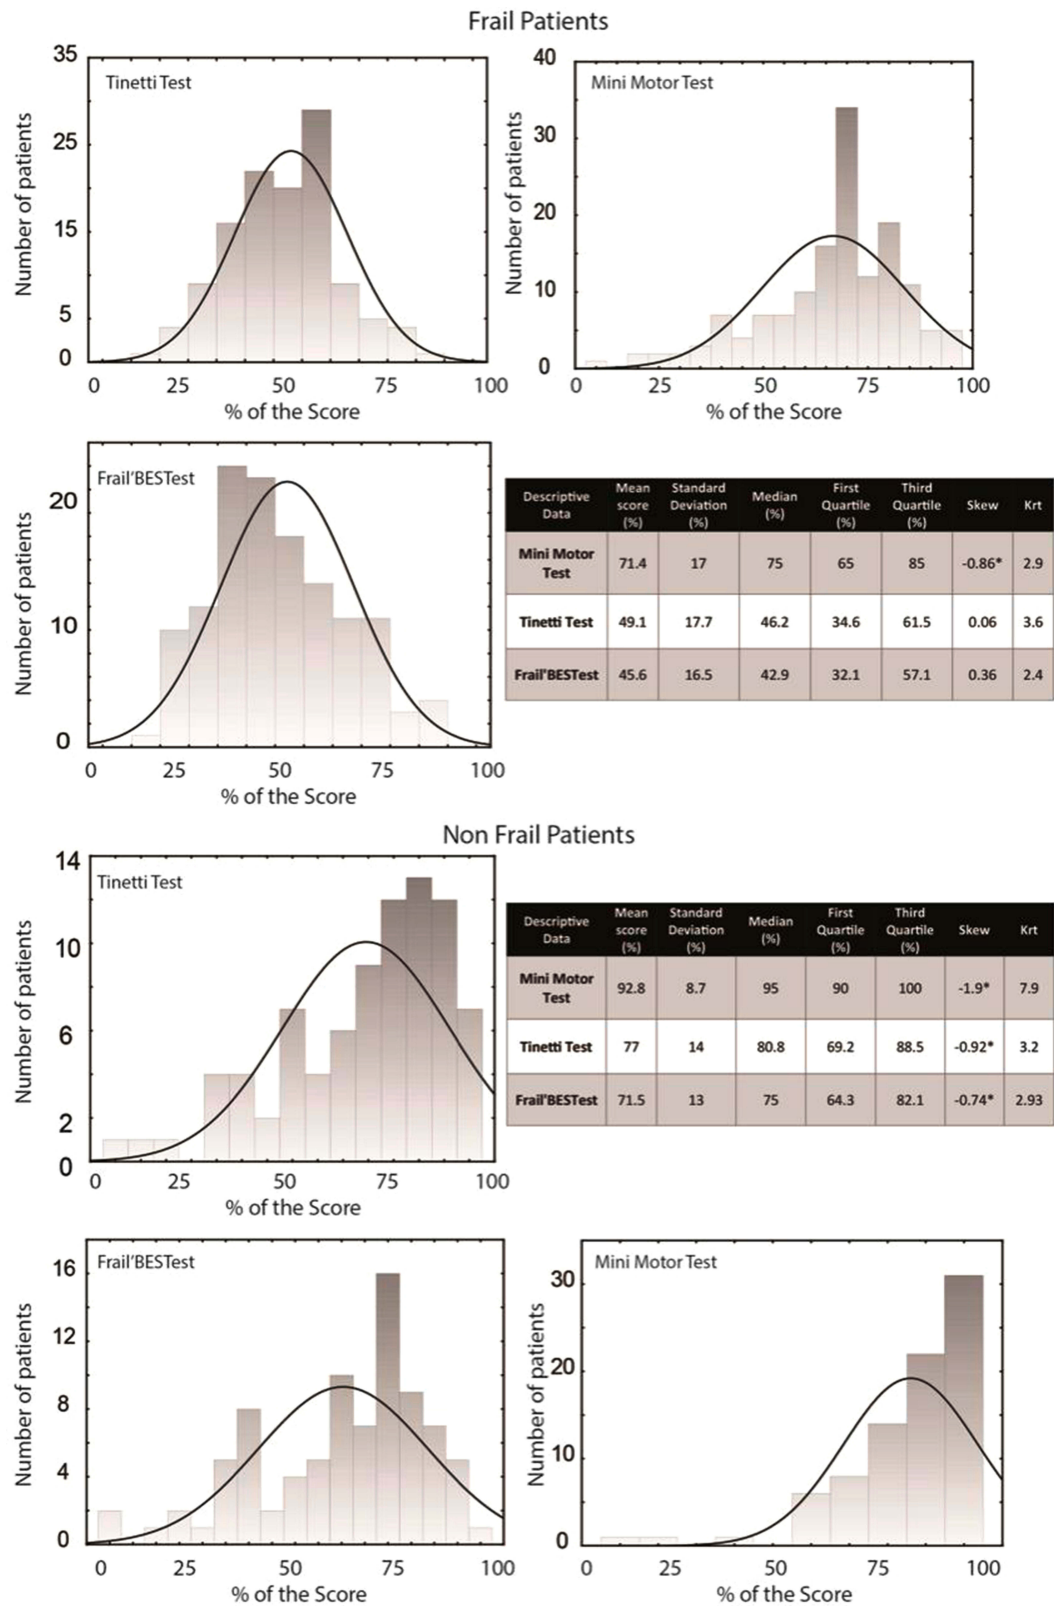 Frail Patients
35
25
15
5
0
Tinetti Test
Number of patients
0 25 50 75 100
% of the Score
40
30
20
10
0
Mini Motor Test
Number of patients
0 25 50 75 100
% of the Score
20
10
0
Frail'BESTest
Number of patients
0 25 50 75 100
% of the Score
Descriptive Data Mean score (%) Standard Deviation (%) Median (%) First Quartile (%) Third Quartile (%) Skew Krt
Mini Motor Test 71.4 17 75 65 85 -0.86* 2.9
Tinetti Test 49.1 17.7 46.2 34.6 61.5 0.06 3.6
Frail'BESTest 45.6 16.5 42.9 32.1 57.1 0.36 2.4
Non Frail Patients
14
10
6
2
0
Tinetti Test
Number of patients
0 25 50 75 100
% of the Score
Descriptive Data Mean score (%) Standard Deviation (%) Median (%) First Quartile (%) Third Quartile (%) Skew Krt
Mini Motor Test 92.8 8.7 95 90 100 -1.9* 7.9
Tinetti Test 77 14 80.8 69.2 88.5 -0.92* 3.2
Frail'BESTest 71.5 13 75 64.3 82.1 -0.74* 2.93
16
12
8
4
0
Frail'BESTest
Number of patients
0 25 50 75 100
% of the Score
30
20
10
0
Mini Motor Test
Number of patients
0 25 50 75 100
% of the Score